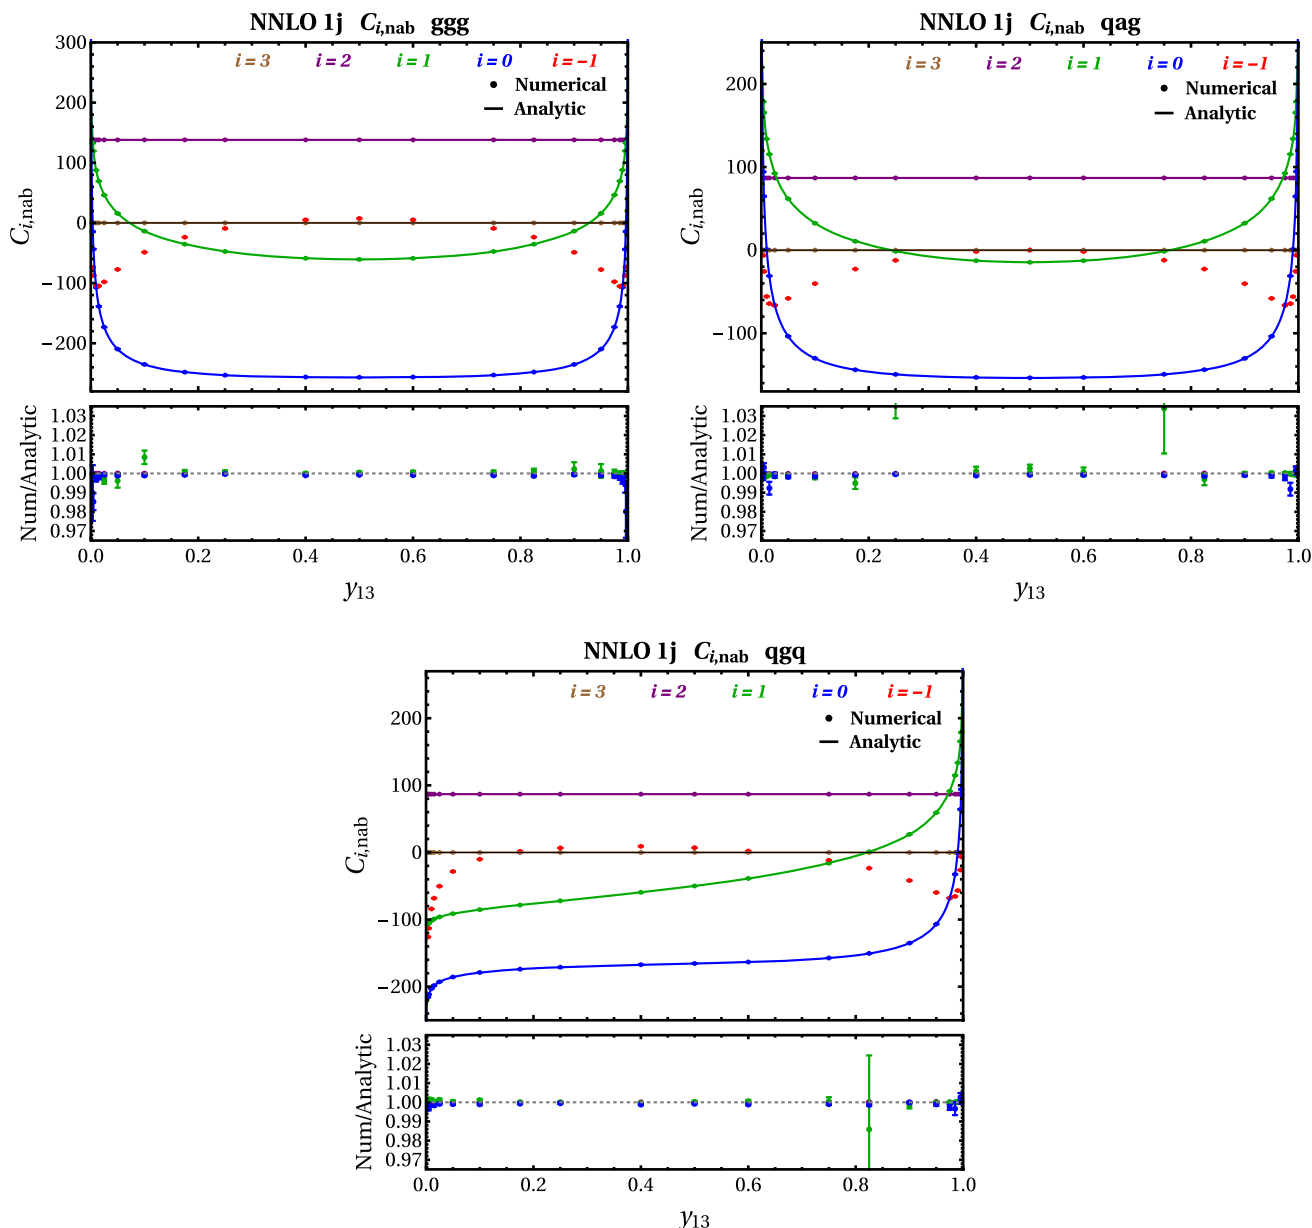 NNLO 1j C_{i,nab} ggg
i = 3 i = 2 i = 1 i = 0 i = −1
Numerical
Analytic
300
200
100
0
−100
−200
C_{i,nab}
1.03
1.02
1.01
1.00
0.99
0.98
0.97
Num/Analytic
0.0 0.2 0.4 0.6 0.8 1.0
y_{13}
NNLO 1j C_{i,nab} qag
i = 3 i = 2 i = 1 i = 0 i = −1
Numerical
Analytic
200
100
0
−100
C_{i,nab}
1.03
1.02
1.01
1.00
0.99
0.98
0.97
Num/Analytic
0.0 0.2 0.4 0.6 0.8 1.0
y_{13}
NNLO 1j C_{i,nab} qgq
i = 3 i = 2 i = 1 i = 0 i = −1
Numerical
Analytic
200
100
0
−100
−200
C_{i,nab}
1.03
1.02
1.01
1.00
0.99
0.98
0.97
Num/Analytic
0.0 0.2 0.4 0.6 0.8 1.0
y_{13}